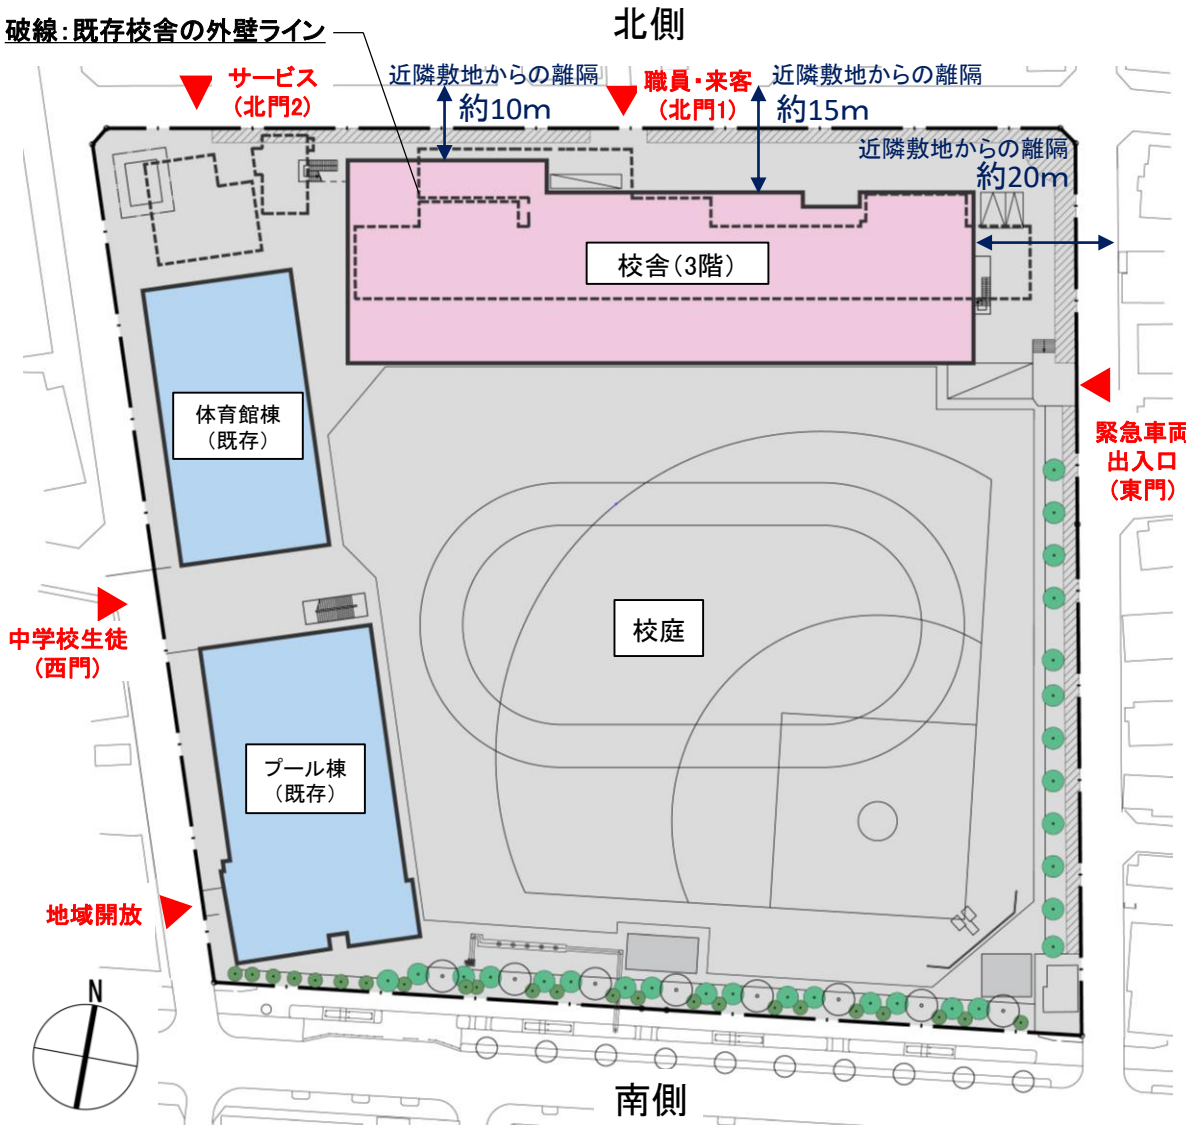 北側
破線：既存校舎の外壁ライン
サービス
（北門2）
近隣敷地からの離隔
約10m
職員・来客
（北門1）
近隣敷地からの離隔
約15m
近隣敷地からの離隔
約20m
校舎（3階）
体育館棟
（既存）
緊急車両
出入口
（東門）
中学校生徒
（西門）
校庭
プール棟
（既存）
地域開放
N
南側